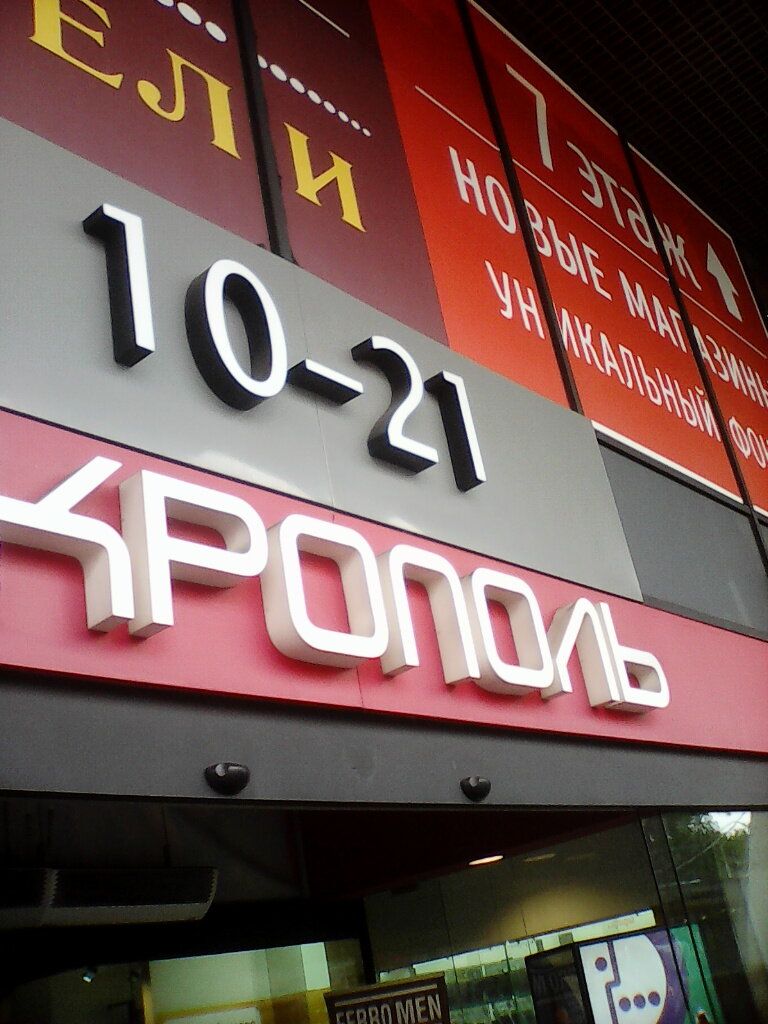 ЕЛИ
7 этаж
НОВЫЕ МАГАЗИНЫ
УНИКАЛЬНЫЙ
10-21
КРОПОЛЬ
FERRO MEN